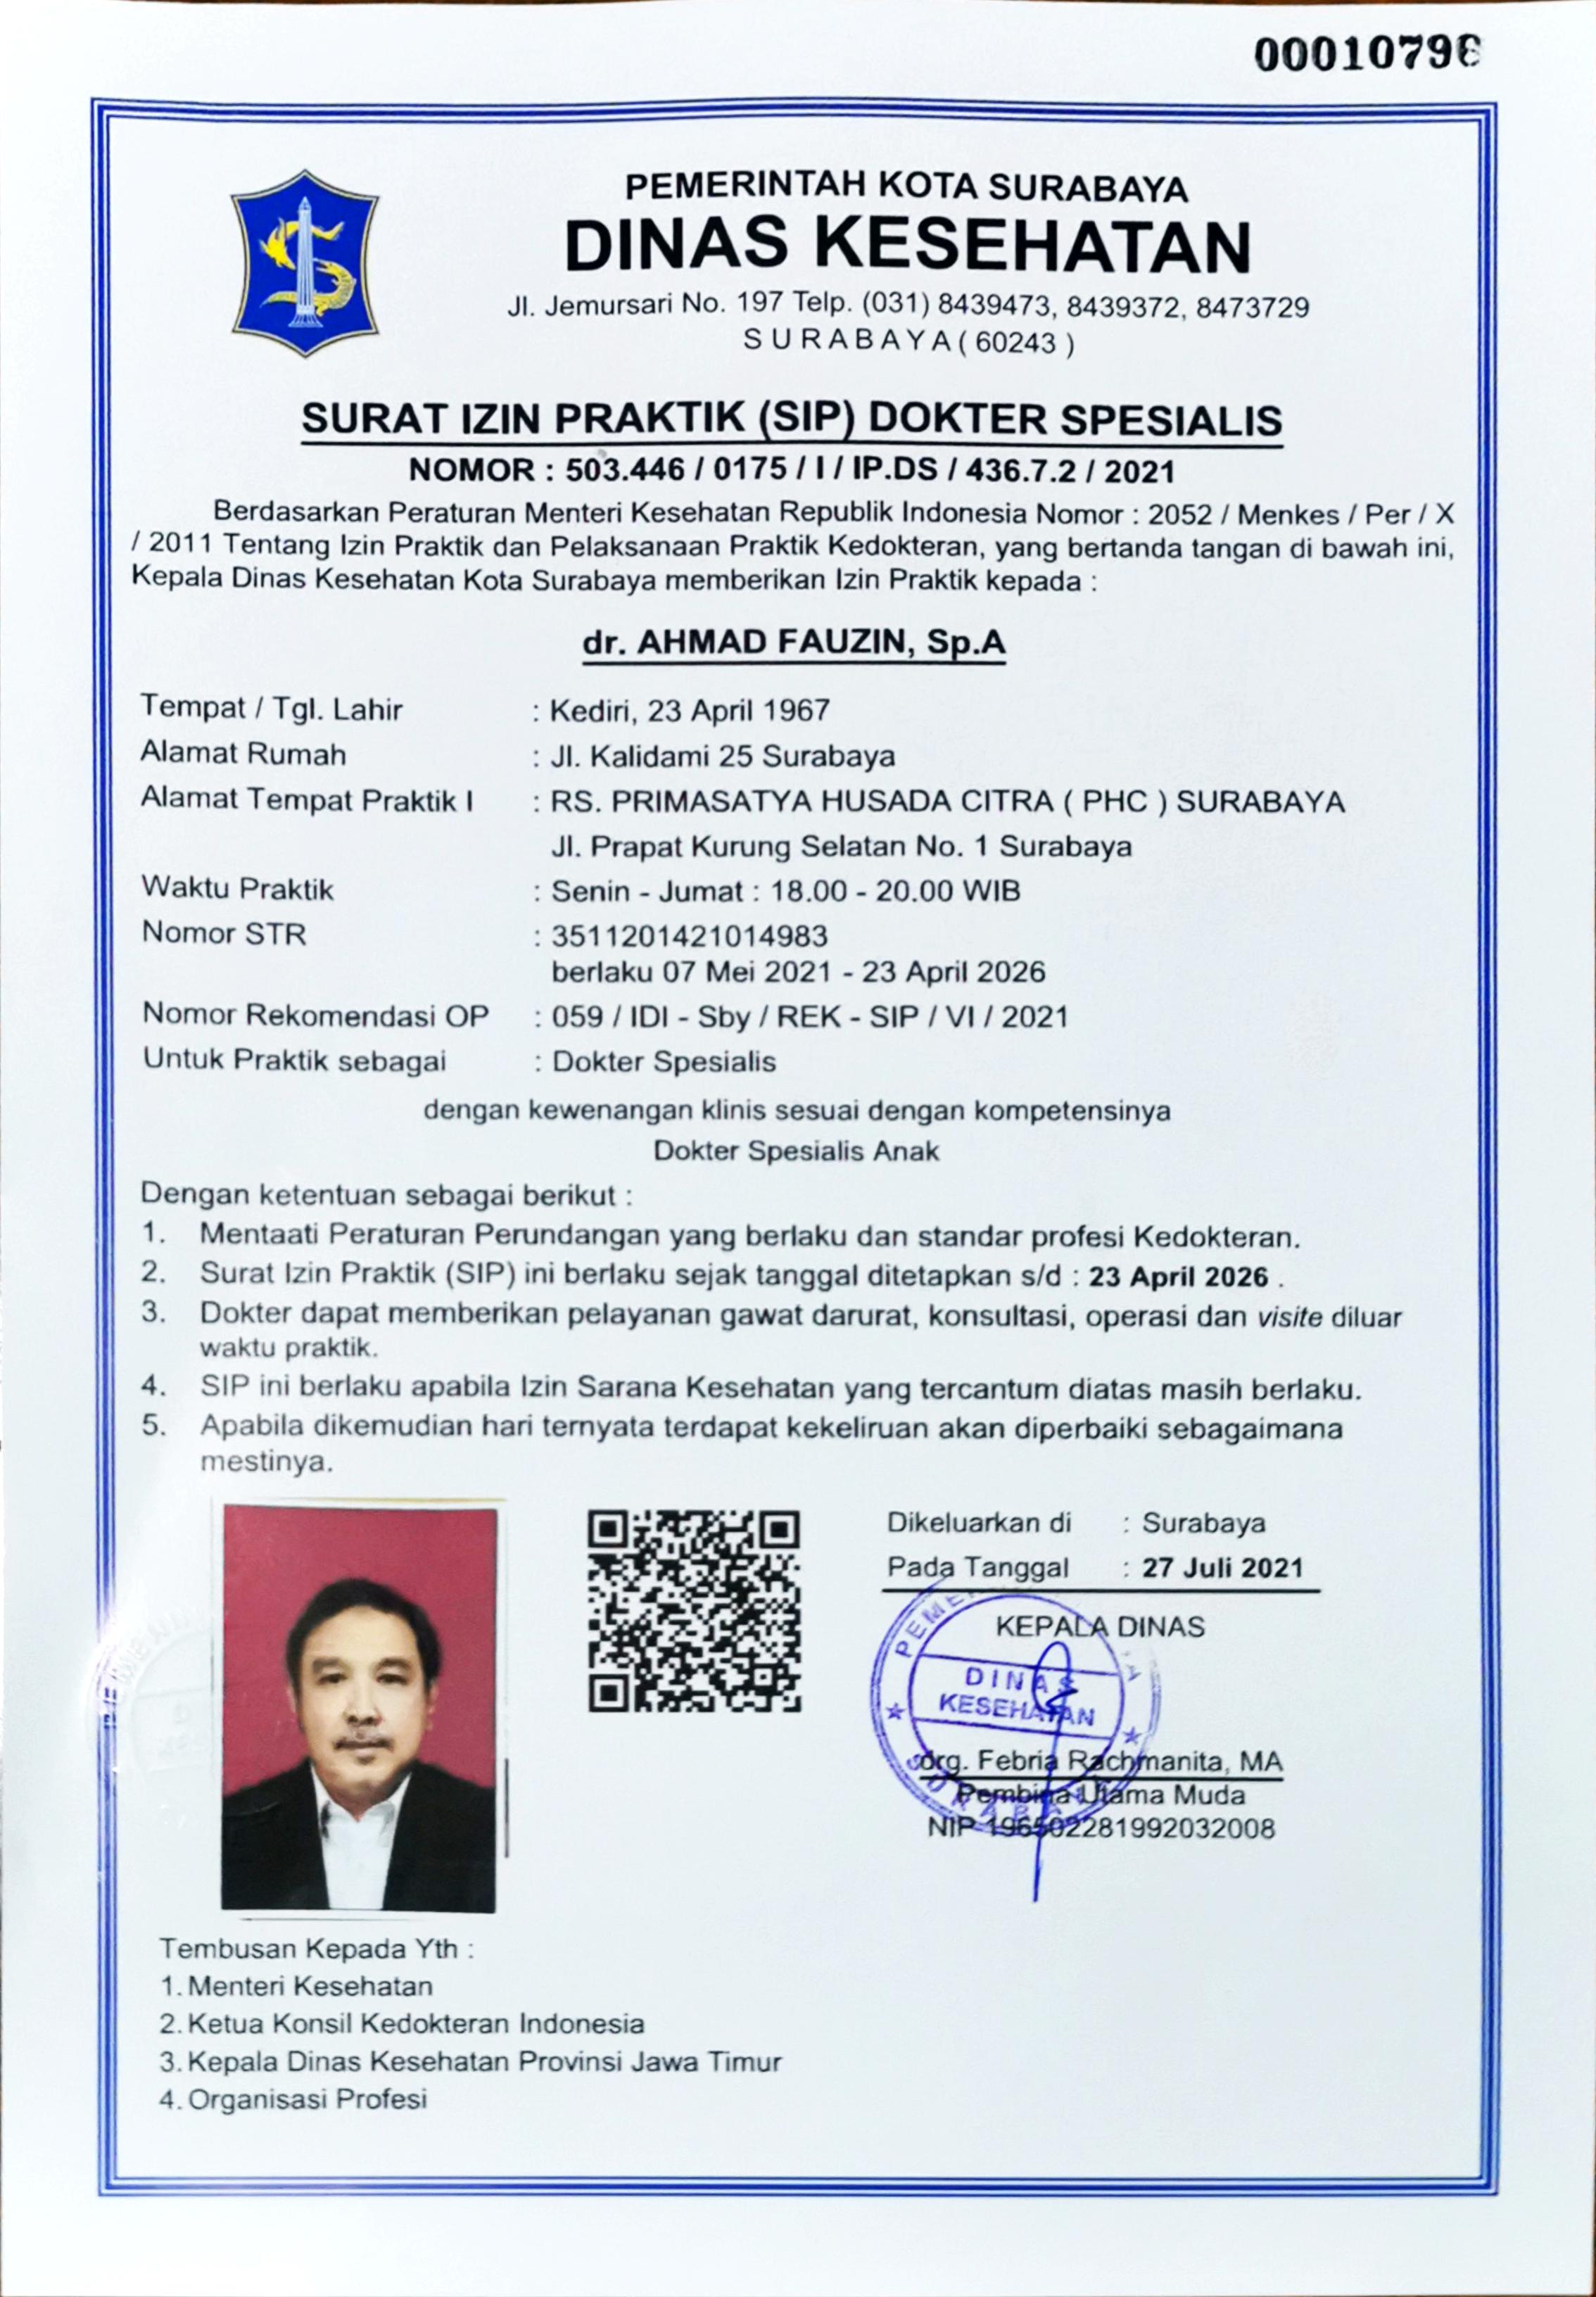 PEMERINTAH KOTA SURABAYA
DINAS KESEHATAN
Jl. Jemursari No. 197 Telp. (031) 8439473, 8439372, 8473729
SURABAYA ( 60243 )
SURAT IZIN PRAKTIK (SIP) DOKTER SPESIALIS
NOMOR : 503.446 / 0175 / I / IP.DS / 436.7.2 / 2021
Berdasarkan Peraturan Menteri Kesehatan Republik Indonesia Nomor : 2052 / Menkes / Per / X
/ 2011 Tentang Izin Praktik dan Pelaksanaan Praktik Kedokteran, yang bertanda tangan di bawah ini,
Kepala Dinas Kesehatan Kota Surabaya memberikan Izin Praktik kepada :
dr. AHMAD FAUZIN, Sp.A
Tempat / Tgl. Lahir : Kediri, 23 April 1967
Alamat Rumah : Jl. Kalidami 25 Surabaya
Alamat Tempat Praktik I : RS. PRIMASATYA HUSADA CITRA ( PHC ) SURABAYA
Jl. Prapat Kurung Selatan No. 1 Surabaya
Waktu Praktik : Senin - Jumat : 18.00 - 20.00 WIB
Nomor STR : 3511201421014983
berlaku 07 Mei 2021 - 23 April 2026
Nomor Rekomendasi OP : 059 / IDI - Sby / REK - SIP / VI / 2021
Untuk Praktik sebagai : Dokter Spesialis
dengan kewenangan klinis sesuai dengan kompetensinya
Dokter Spesialis Anak
Dengan ketentuan sebagai berikut :
1. Mentaati Peraturan Perundangan yang berlaku dan standar profesi Kedokteran.
2. Surat Izin Praktik (SIP) ini berlaku sejak tanggal ditetapkan s/d : 23 April 2026 .
3. Dokter dapat memberikan pelayanan gawat darurat, konsultasi, operasi dan visite diluar
waktu praktik.
4. SIP ini berlaku apabila Izin Sarana Kesehatan yang tercantum diatas masih berlaku.
5. Apabila dikemudian hari ternyata terdapat kekeliruan akan diperbaiki sebagaimana
mestinya.
Dikeluarkan di : Surabaya
Pada Tanggal : 27 Juli 2021
KEPALA DINAS
DINAS
KESEHATAN
SURABAYA
drg. Febria Rachmanita, MA
Pembina Utama Muda
NIP 196502281992032008
Tembusan Kepada Yth :
1. Menteri Kesehatan
2. Ketua Konsil Kedokteran Indonesia
3. Kepala Dinas Kesehatan Provinsi Jawa Timur
4. Organisasi Profesi